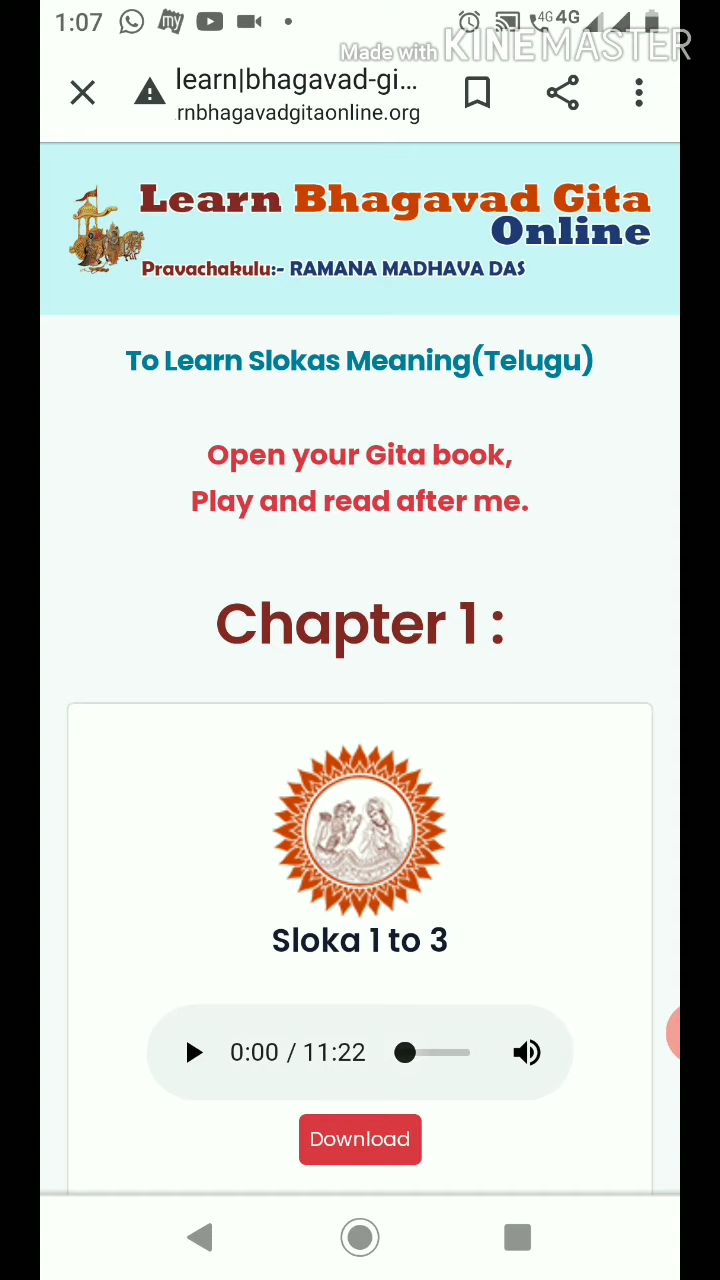 1:07
my
4G 4G
Made with KINEMASTER
learn|bhagavad-gi...
rnbhagavadgitaonline.org
Learn Bhagavad Gita
Online
Pravachakulu:- RAMANA MADHAVA DAS
To Learn Slokas Meaning(Telugu)
Open your Gita book,
Play and read after me.
Chapter 1 :
Sloka 1 to 3
0:00 / 11:22
Download